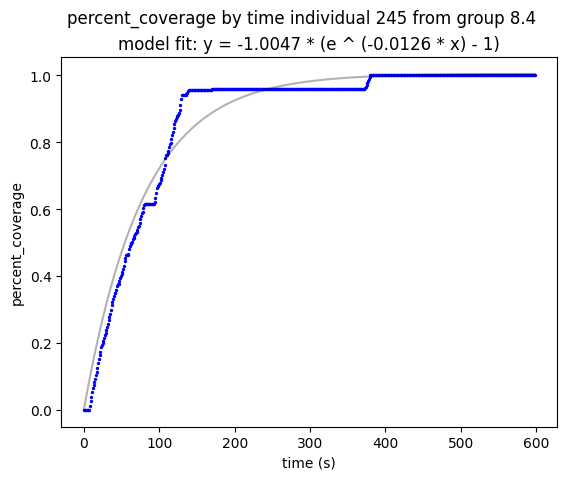 percent_coverage by time individual 245 from group 8.4
model fit: y = -1.0047 * (e ^ (-0.0126 * x) - 1)
1.0
0.8
0.6
0.4
0.2
0.0
percent_coverage
0 100 200 300 400 500 600
time (s)